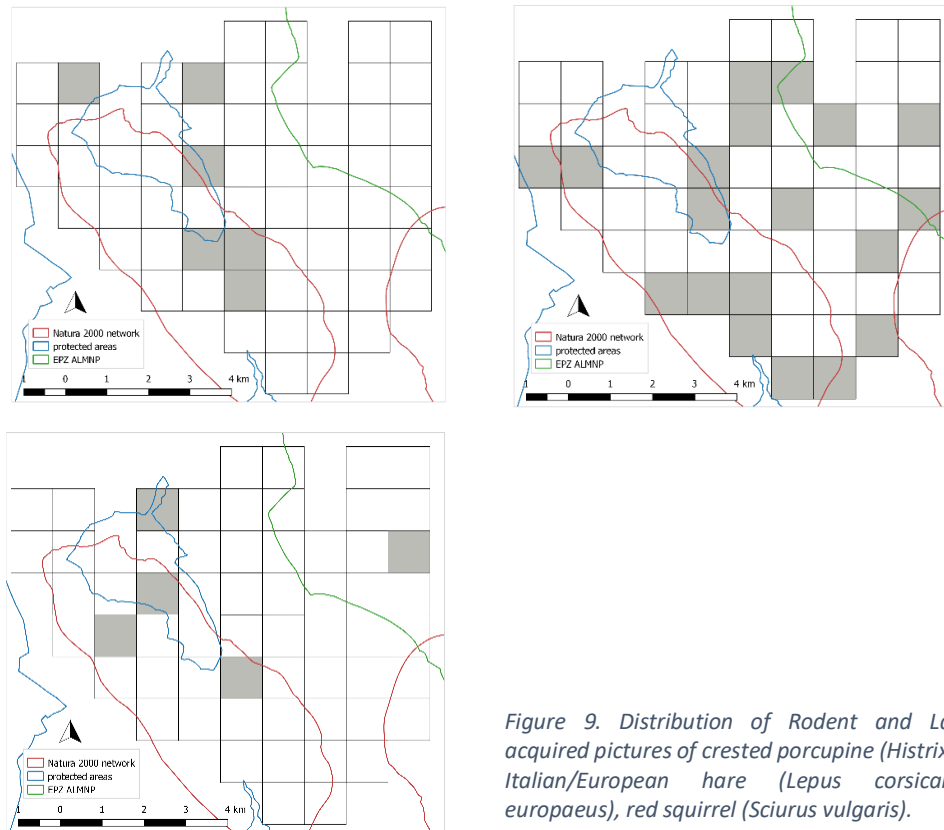 Natura 2000 network
protected areas
EPZ ALMNP
1 0 1 2 3 4 km
Natura 2000 network
protected areas
EPZ ALMNP
1 0 1 2 3 4 km
Natura 2000 network
protected areas
EPZ ALMNP
1 0 1 2 3 4 km
Figure 9. Distribution of Rodent and
acquired pictures of crested porcupine (Histrix
Italian/European hare (Lepus corsican
europaeus), red squirrel (Sciurus vulgaris).